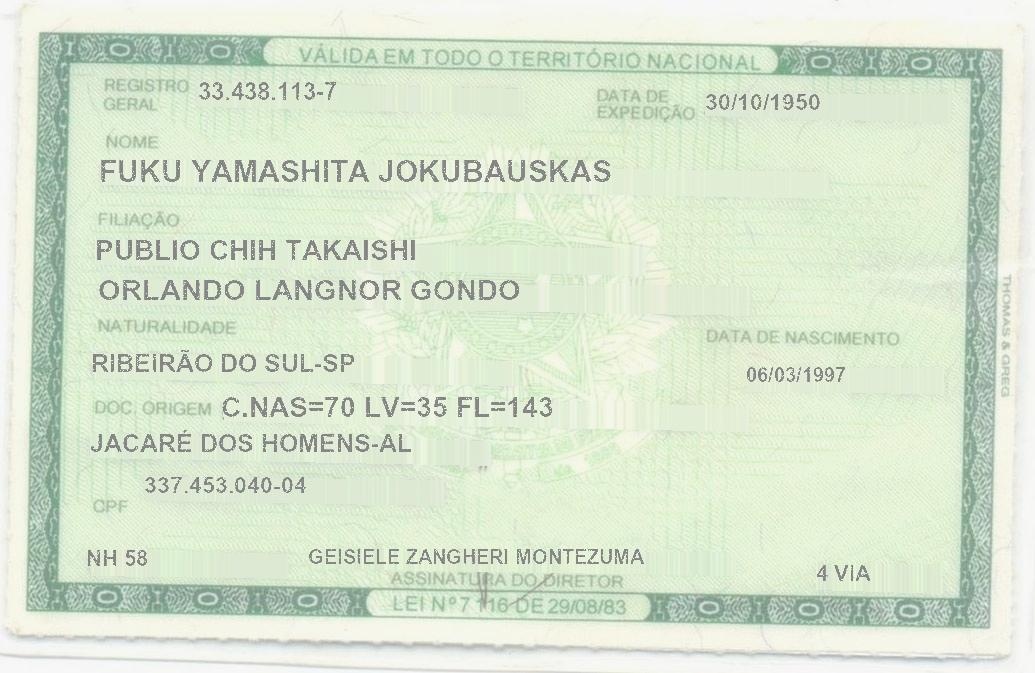 VÁLIDA EM TODO O TERRITÓRIO NACIONAL
REGISTRO GERAL 33.438.113-7 DATA DE EXPEDIÇÃO 30/10/1950
NOME
FUKU YAMASHITA JOKUBAUSKAS
FILIAÇÃO
PUBLIO CHIH TAKAISHI
ORLANDO LANGNOR GONDO
NATURALIDADE DATA DE NASCIMENTO
RIBEIRÃO DO SUL-SP 06/03/1997
DOC. ORIGEM C.NAS=70 LV=35 FL=143
JACARÉ DOS HOMENS-AL
337.453.040-04
CPF
NH 58 GEISIELE ZANGHERI MONTEZUMA 4 VIA
ASSINATURA DO DIRETOR
LEI Nº 7 116 DE 29/08/83
THOMAS & GREG